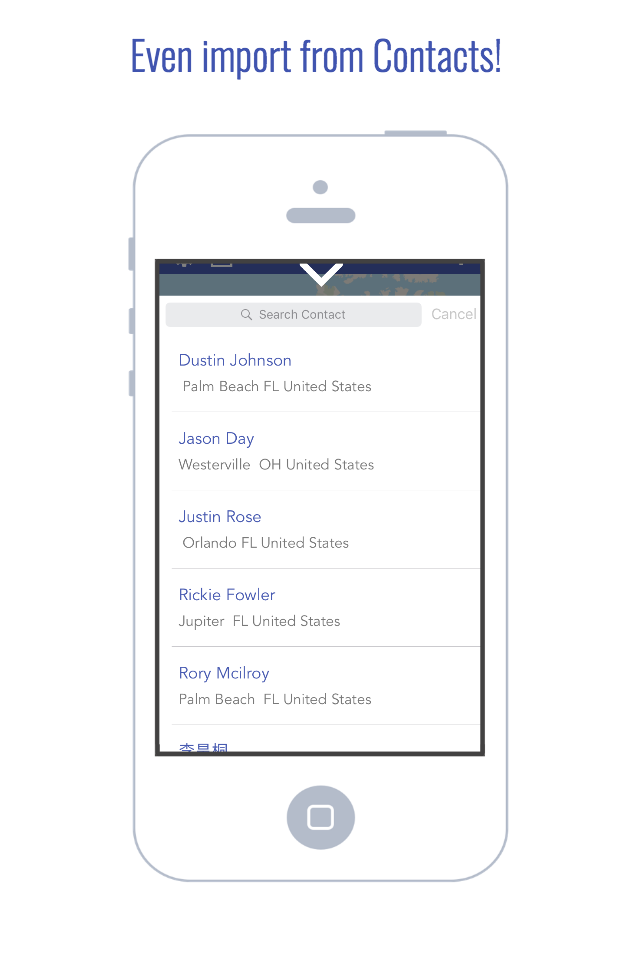 Even import from Contacts!
Search Contact
Cancel
Dustin Johnson
Palm Beach FL United States
Jason Day
Westerville OH United States
Justin Rose
Orlando FL United States
Rickie Fowler
Jupiter FL United States
Rory Mcilroy
Palm Beach FL United States